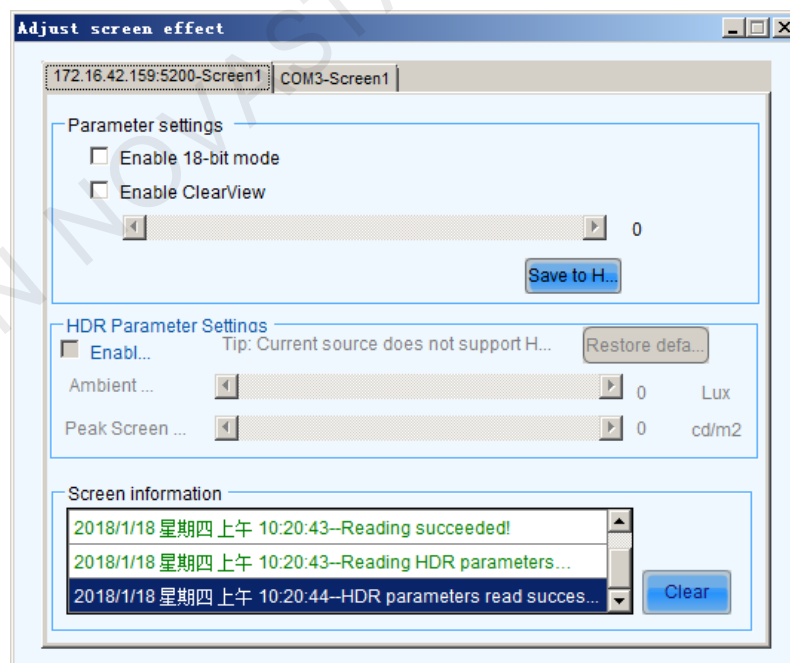 Adjust screen effect
172.16.42.159:5200-Screen1 COM3-Screen1
Parameter settings
Enable 18-bit mode
Enable ClearView
0
Save to H...
HDR Parameter Settings
Enabl... Tip: Current source does not support H... Restore defa...
Ambient ... 0 Lux
Peak Screen ... 0 cd/m2
Screen information
2018/1/18 星期四 上午 10:20:43--Reading succeeded!
2018/1/18 星期四 上午 10:20:43--Reading HDR parameters...
2018/1/18 星期四 上午 10:20:44--HDR parameters read succes...
Clear